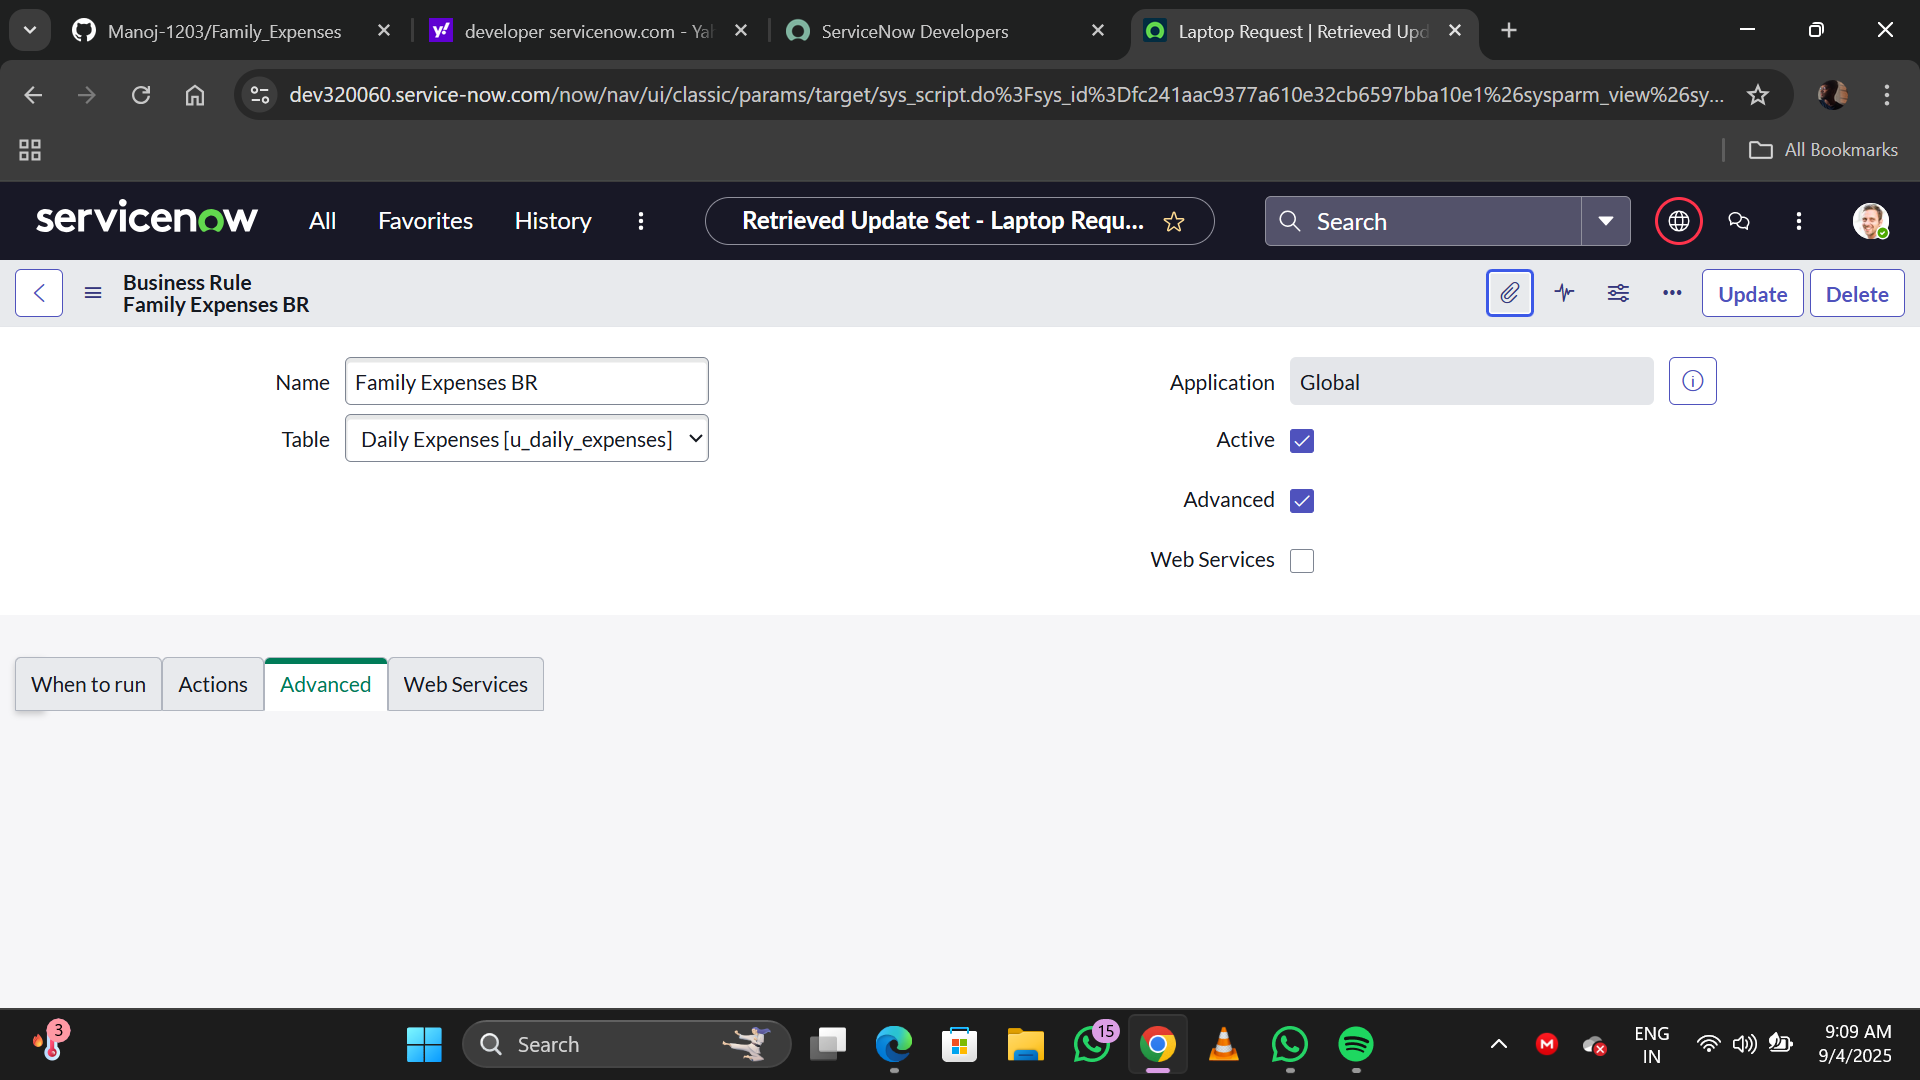 Manoj-1203/Family_Expenses
developer servicenow.com - Ya
ServiceNow Developers
Laptop Request | Retrieved Upd
dev320060.service-now.com/now/nav/ui/classic/params/target/sys_script.do%3Fsys_id%3Dfc241aac9377a610e32cb6597bba10e1%26sysparm_view%26sy...
All Bookmarks
servicenow
All
Favorites
History
Retrieved Update Set - Laptop Requ...
Search
Business Rule
Family Expenses BR
Update
Delete
Name
Family Expenses BR
Application
Global
Table
Daily Expenses [u_daily_expenses]
Active
Advanced
Web Services
When to run
Actions
Advanced
Web Services
3
Search
15
ENG
IN
9:09 AM
9/4/2025